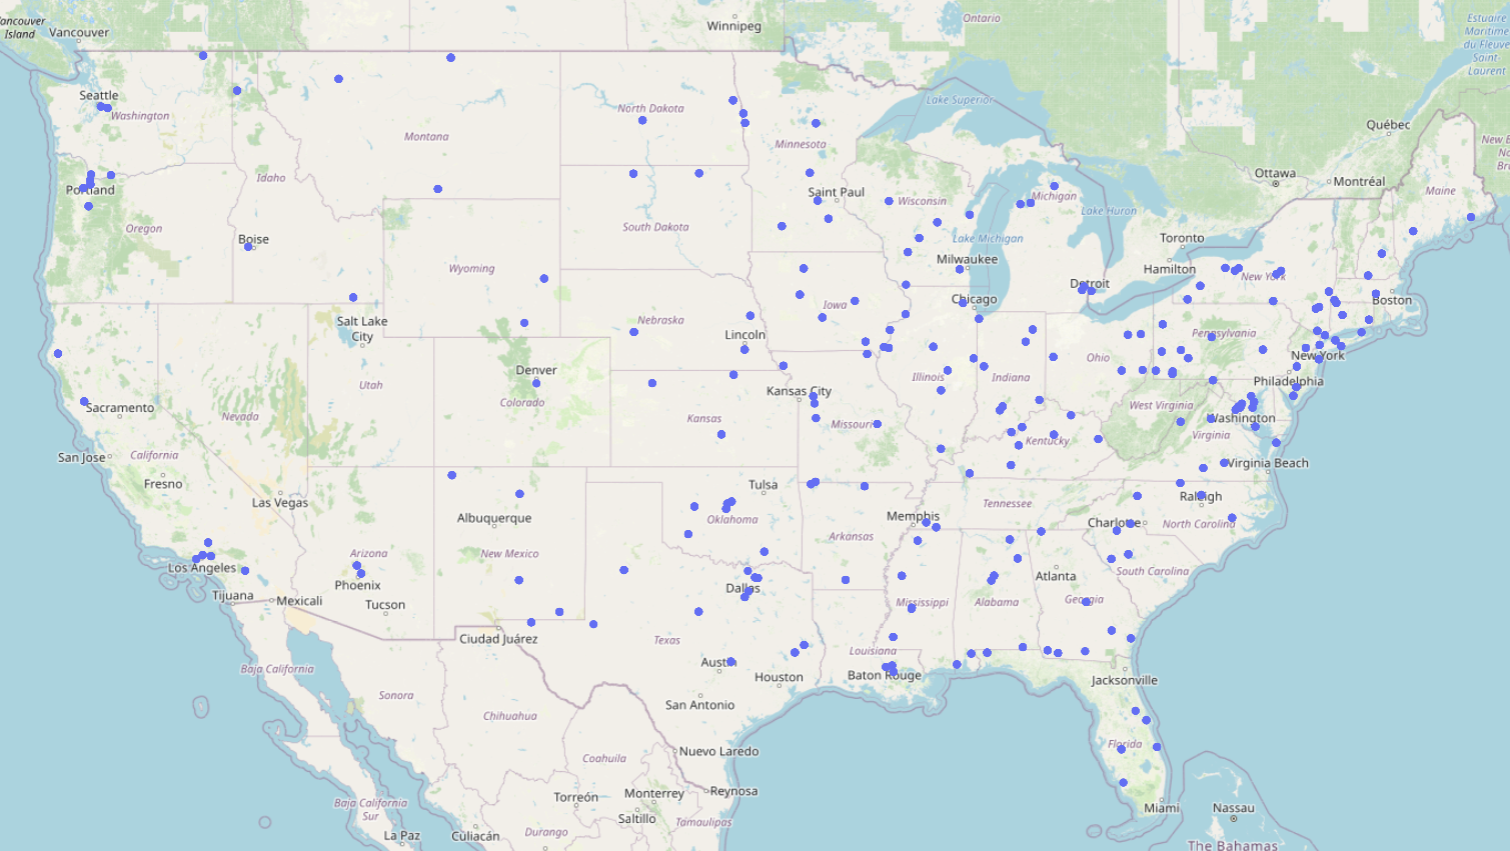 Vancouver
Island
Vancouver
Winnipeg
Ontario
Estuaire
Maritime
du Fleuve
Saint-
Laurent
Seattle
Washington
Montana
North Dakota
Minnesota
Lake Superior
Québec
Ottawa
Montréal
Maine
Portland
Idaho
Saint Paul
Wisconsin
Michigan
Lake Huron
Oregon
Boise
South Dakota
Wyoming
Lake Michigan
Milwaukee
Toronto
Hamilton
New York
Detroit
Boston
Chicago
Iowa
Nebraska
Lincoln
Salt Lake
City
Pennsylvania
New York
Ohio
Denver
Utah
Colorado
Illinois
Indiana
Philadelphia
Kansas City
Sacramento
Nevada
Kansas
Missouri
West Virginia
Washington
Virginia
Kentucky
San Jose
California
Virginia Beach
Fresno
Las Vegas
Tulsa
Tennessee
Raleigh
Albuquerque
Oklahoma
Memphis
Charlotte
North Carolina
Arkansas
Los Angeles
Arizona
New Mexico
Phoenix
Atlanta
South Carolina
Dallas
Tijuana
Mexicali
Tucson
Mississippi
Alabama
Georgia
Ciudad Juárez
Texas
Louisiana
Baja California
Austin
Houston
Baton Rouge
Jacksonville
Sonora
Chihuahua
San Antonio
Coahuila
Nuevo Laredo
Florida
Baja California
Sur
Torreón
Monterrey
Reynosa
Saltillo
Tamaulipas
Miami
Nassau
La Paz
Culiacán
Durango
The Bahamas